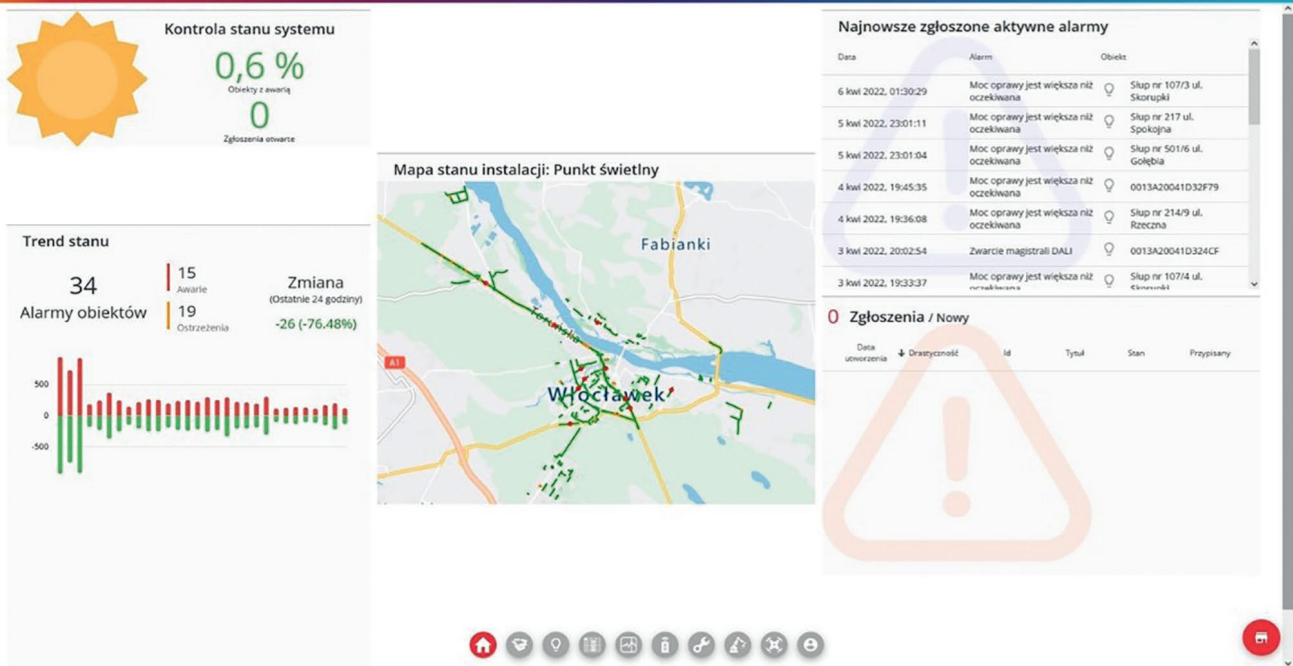 Kontrola stanu systemu
0,6 %
Obiekty z awarią
0
Zgłoszenia otwarte
Trend stanu
34
Alarmy obiektów
15
Awarie
19
Ostrzeżenia
Zmiana
(Ostatnie 24 godziny)
-26 (-76.48%)
500
0
-500
Mapa stanu instalacji: Punkt świetlny
Fabianki
Toruńska
A1
Włocławek
Najnowsze zgłoszone aktywne alarmy
Data Alarm Obiekt
6 kwi 2022, 01:30:29 Moc oprawy jest większa niż oczekiwana Słup nr 107/3 ul. Skorupki
5 kwi 2022, 23:01:11 Moc oprawy jest większa niż oczekiwana Słup nr 217 ul. Spokojna
5 kwi 2022, 23:01:04 Moc oprawy jest większa niż oczekiwana Słup nr 501/6 ul. Gołębia
4 kwi 2022, 19:45:35 Moc oprawy jest większa niż oczekiwana 0013A20041D32F79
4 kwi 2022, 19:36:08 Moc oprawy jest większa niż oczekiwana Słup nr 214/9 ul. Rzeczna
3 kwi 2022, 20:02:54 Zwarcie magistrali DALI 0013A20041D324CF
3 kwi 2022, 19:33:37 Moc oprawy jest większa niż oczekiwana Słup nr 107/4 ul. Skorupki
0 Zgłoszenia / Nowy
Data utworzenia Drastyczność Id Tytuł Stan Przypisany